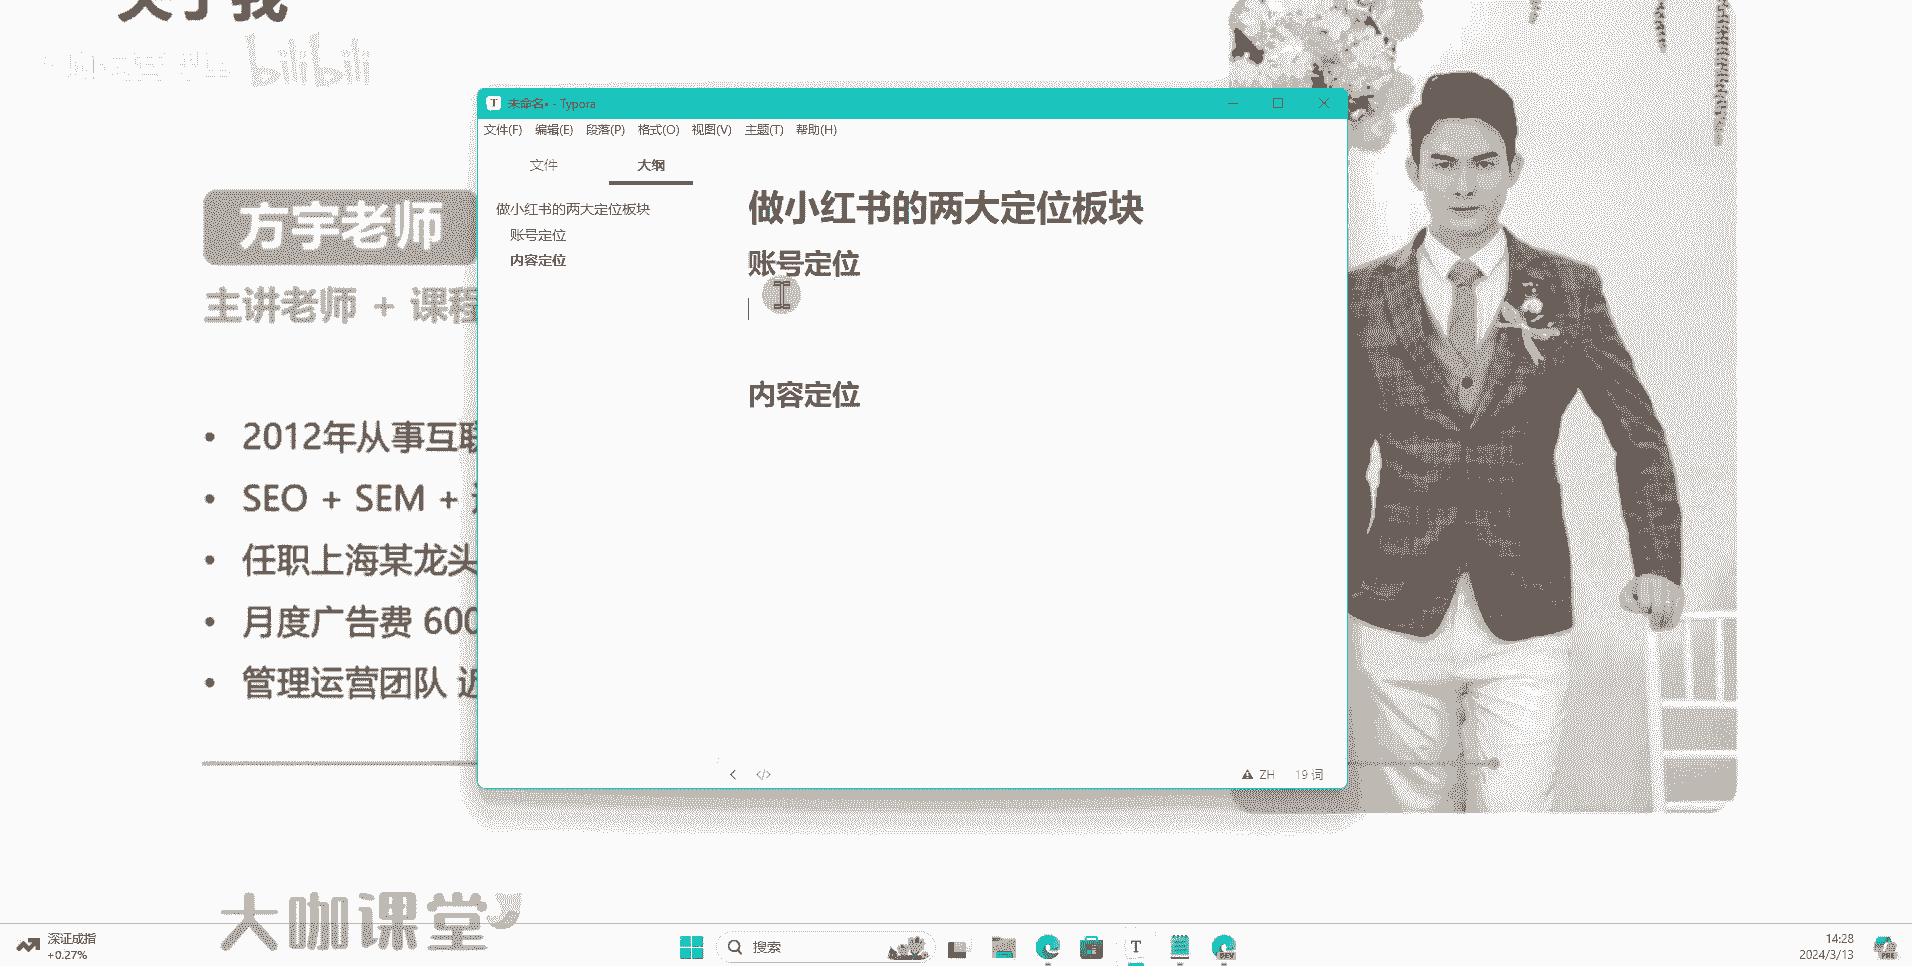 关于我
bilibili
未命名• - Typora
文件(F) 编辑(E) 段落(P) 格式(O) 视图(V) 主题(T) 帮助(H)
文件 大纲
做小红书的两大定位板块
账号定位
内容定位
做小红书的两大定位板块
账号定位
内容定位
ZH 19 词
方宇老师
主讲老师 + 课程
• 2012年从事互联
• SEO + SEM +
• 任职上海某龙头
• 月度广告费 600
• 管理运营团队 近
大咖课堂
深证成指
+0.27%
搜索
DEV
14:28
2024/3/13
PRE